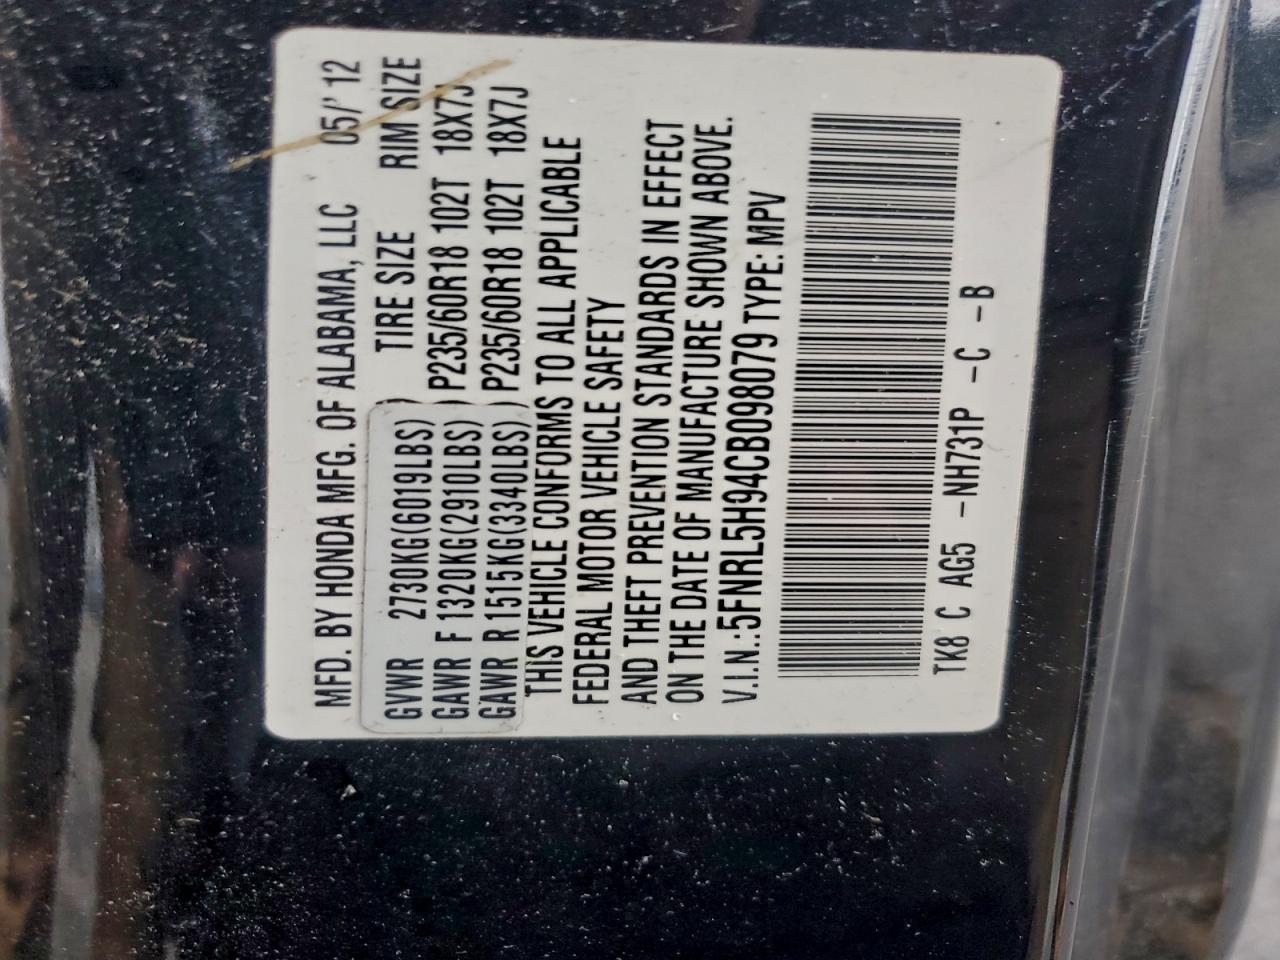 MFD. BY HONDA MFG. OF ALABAMA, LLC 05/' 12
TIRE SIZE RIM SIZE
GVWR 2730KG(6019LBS)
GAWR F 1320KG(2910LBS) P235/60R18 102T 18X7J
GAWR R 1515KG(3340LBS) P235/60R18 102T 18X7J
THIS VEHICLE CONFORMS TO ALL APPLICABLE
FEDERAL MOTOR VEHICLE SAFETY
AND THEFT PREVENTION STANDARDS IN EFFECT
ON THE DATE OF MANUFACTURE SHOWN ABOVE.
V.I.N.:5FNRL5H94CB098079 TYPE: MPV
TK8 C AG5 -NH731P -C -B